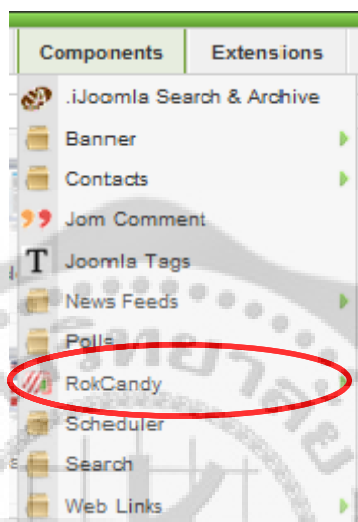 Components Extensions
.iJoomla Search & Archive
Banner
Contacts
Jom Comment
Joomla Tags
News Feeds
Polls
RokCandy
Scheduler
Search
Web Links